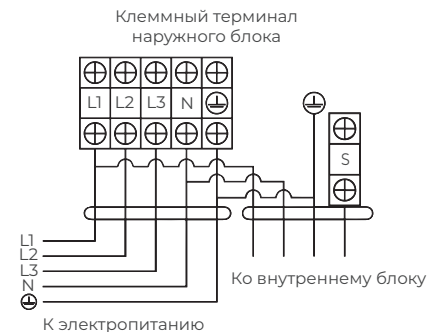 Клеммный терминал
наружного блока
L1 L2 L3 N
S
L1
L2
L3
N
Ко внутреннему блоку
К электропитанию